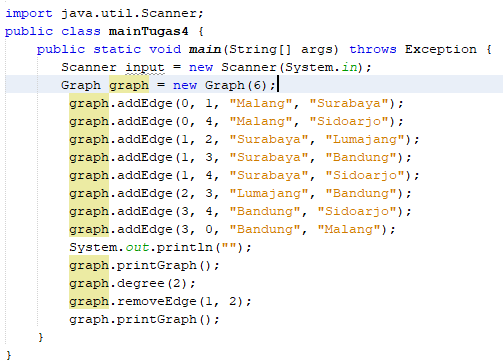 import java.util.Scanner;
public class mainTugas4 {
    public static void main(String[] args) throws Exception {
       Scanner input = new Scanner(System.in);
       Graph graph = new Graph(6);
        graph.addEdge(0, 1, "Malang", "Surabaya");
        graph.addEdge(0, 4, "Malang", "Sidoarjo");
        graph.addEdge(1, 2, "Surabaya", "Lumajang");
        graph.addEdge(1, 3, "Surabaya", "Bandung");
        graph.addEdge(1, 4, "Surabaya", "Sidoarjo");
        graph.addEdge(2, 3, "Lumajang", "Bandung");
        graph.addEdge(3, 4, "Bandung", "Sidoarjo");
        graph.addEdge(3, 0, "Bandung", "Malang");
        System.out.println("");
        graph.printGraph();
        graph.degree(2);
        graph.removeEdge(1, 2);
        graph.printGraph();
    }
}